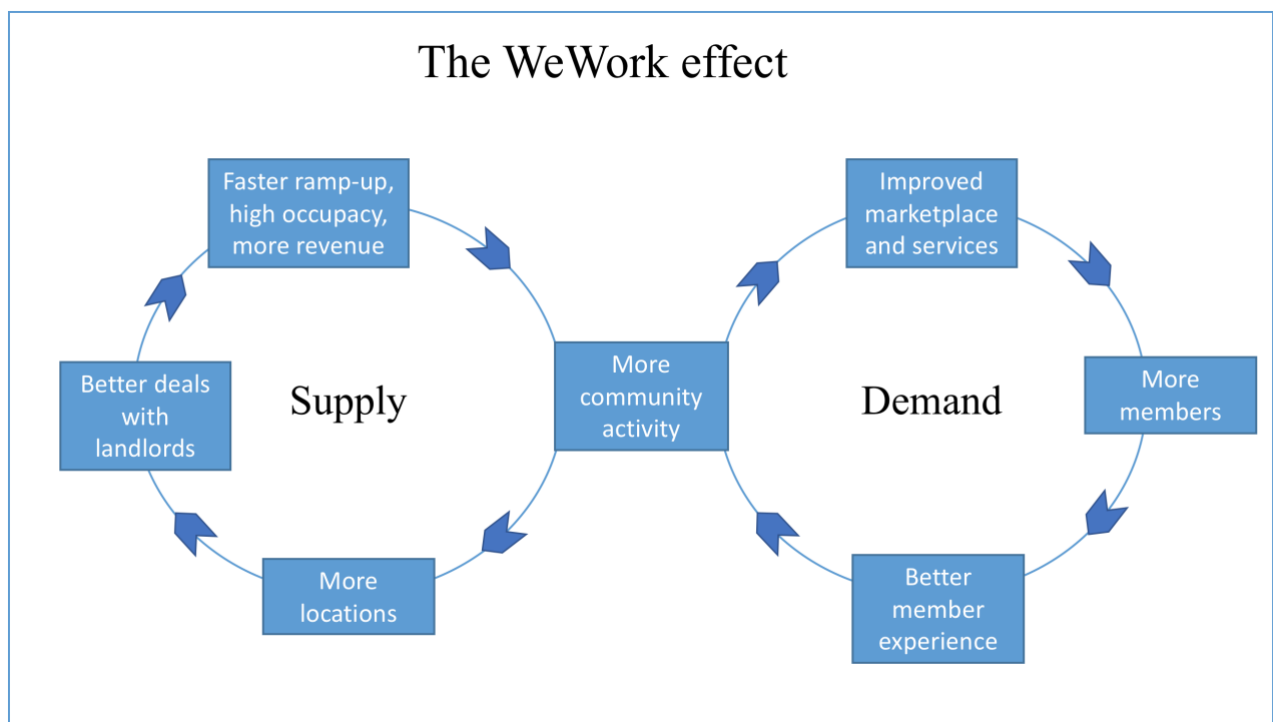 The WeWork effect
Faster ramp-up,
high occupancy,
more revenue
Improved
marketplace
and services
Better deals
with
landlords
Supply
More
community
activity
Demand
More
members
More
locations
Better
member
experience